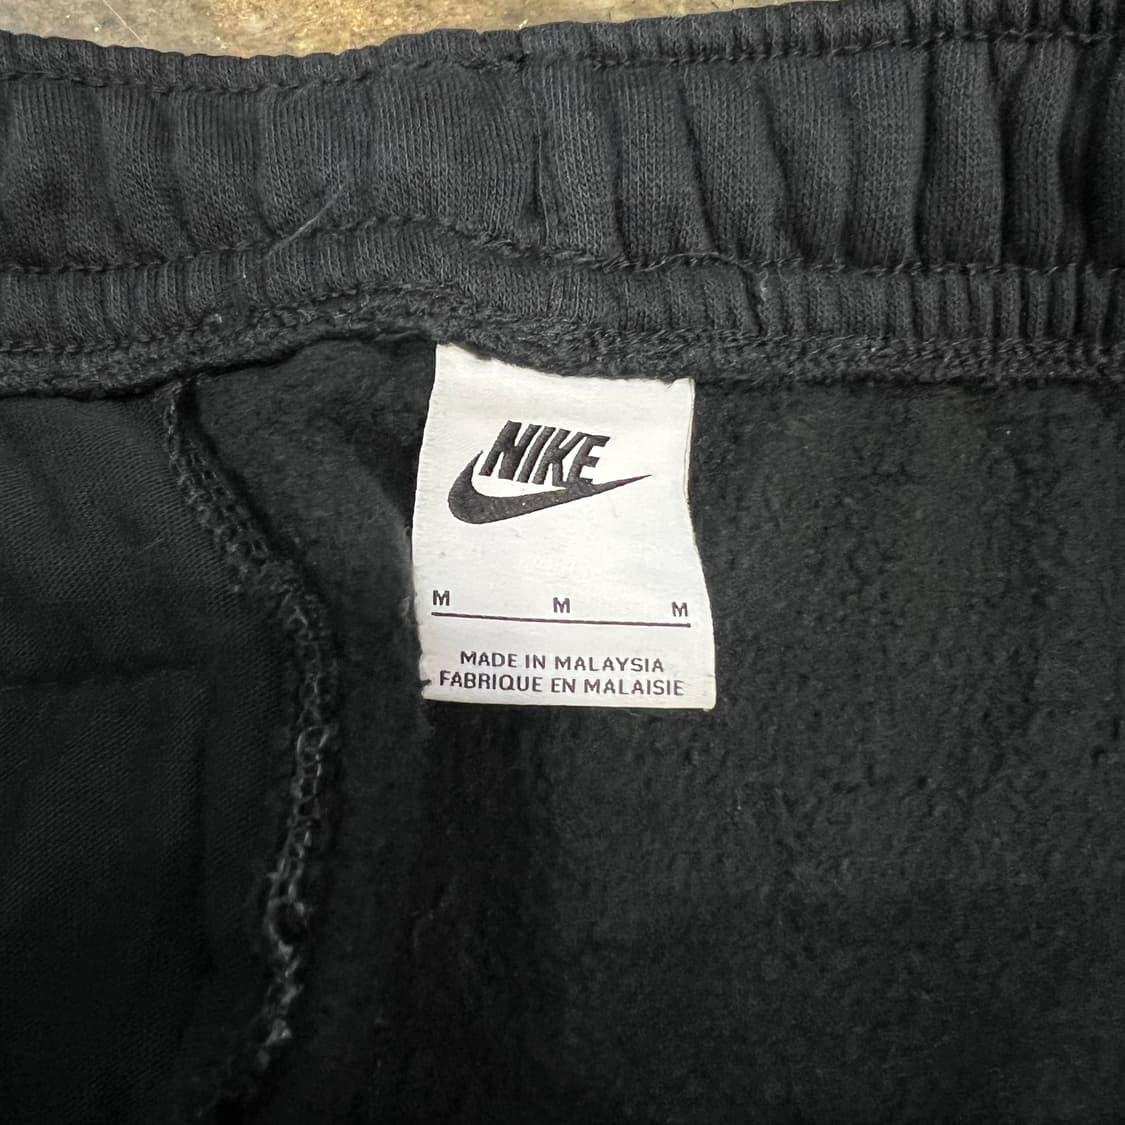 NIKE
M M M
MADE IN MALAYSIA
FABRIQUE EN MALAISIE